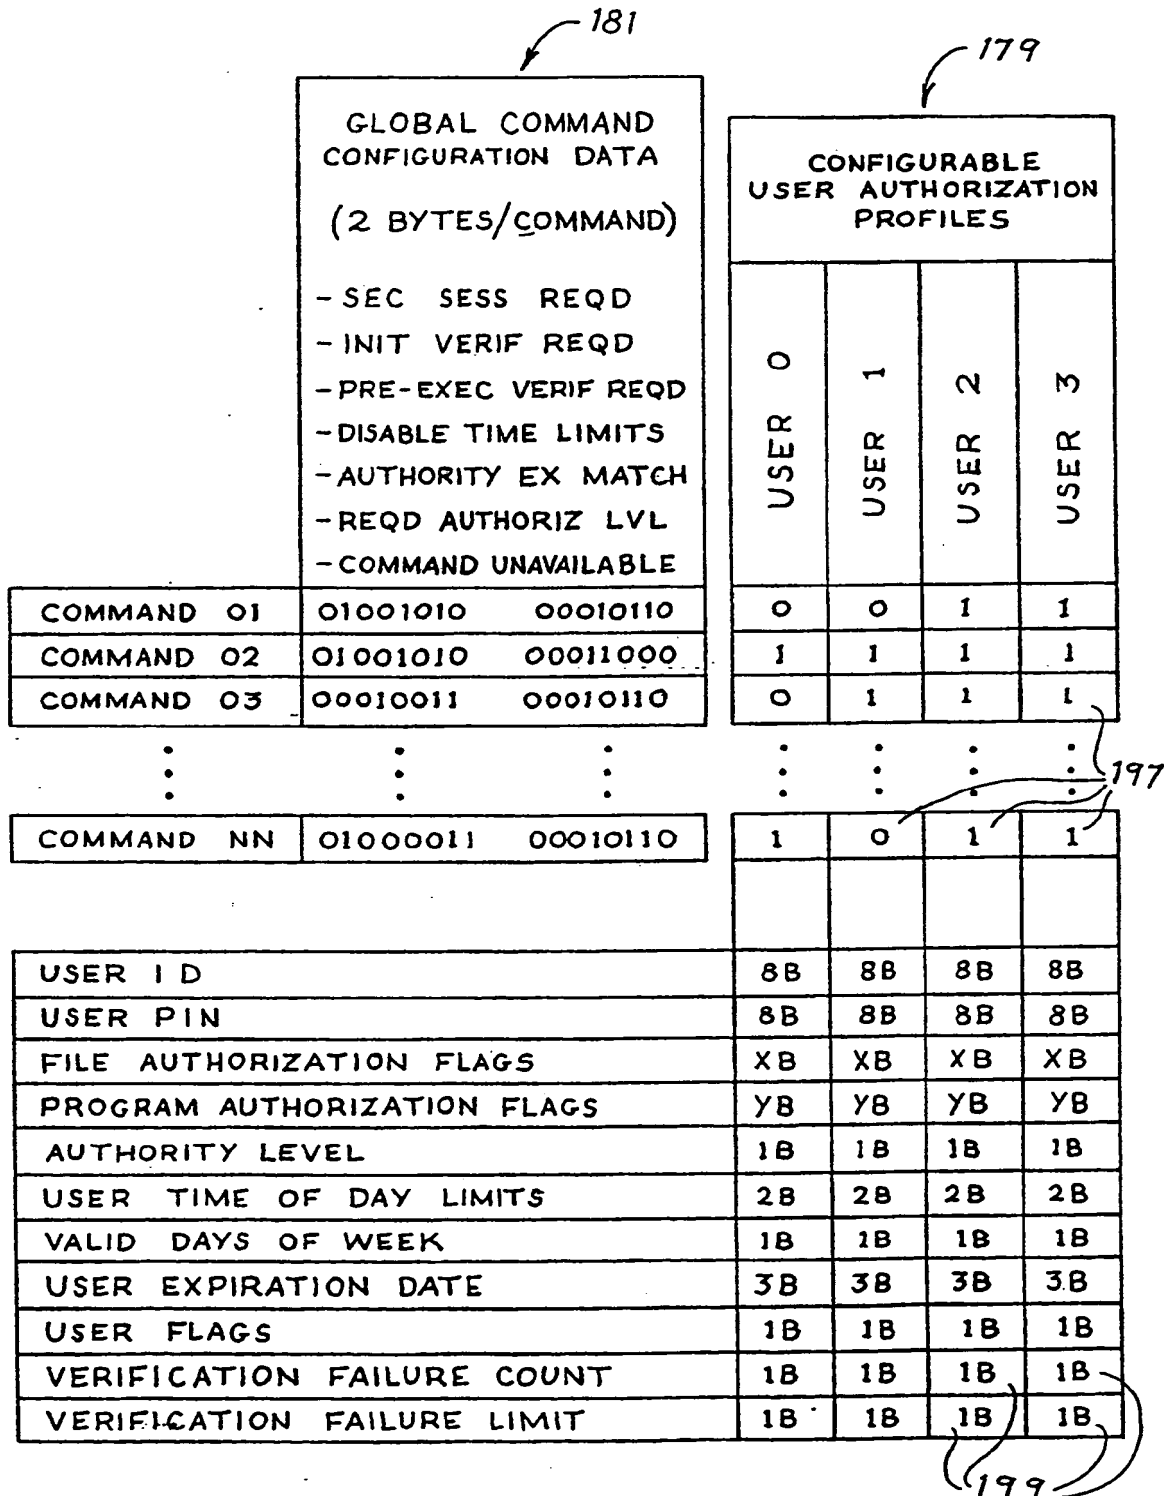 181
179
GLOBAL COMMAND
CONFIGURATION DATA
(2 BYTES/COMMAND)
- SEC SESS REQD
- INIT VERIF REQD
- PRE-EXEC VERIF REQD
- DISABLE TIME LIMITS
- AUTHORITY EX MATCH
- REQD AUTHORIZ LVL
- COMMAND UNAVAILABLE
CONFIGURABLE
USER AUTHORIZATION
PROFILES
USER 0
USER 1
USER 2
USER 3
COMMAND 01 01001010 00010110 0 0 1 1
COMMAND 02 01001010 00011000 1 1 1 1
COMMAND 03 00010011 00010110 0 1 1 1
197
COMMAND NN 01000011 00010110 1 0 1 1
USER ID 8B 8B 8B 8B
USER PIN 8B 8B 8B 8B
FILE AUTHORIZATION FLAGS XB XB XB XB
PROGRAM AUTHORIZATION FLAGS YB YB YB YB
AUTHORITY LEVEL 1B 1B 1B 1B
USER TIME OF DAY LIMITS 2B 2B 2B 2B
VALID DAYS OF WEEK 1B 1B 1B 1B
USER EXPIRATION DATE 3B 3B 3B 3B
USER FLAGS 1B 1B 1B 1B
VERIFICATION FAILURE COUNT 1B 1B 1B 1B
VERIFICATION FAILURE LIMIT 1B 1B 1B 1B
199